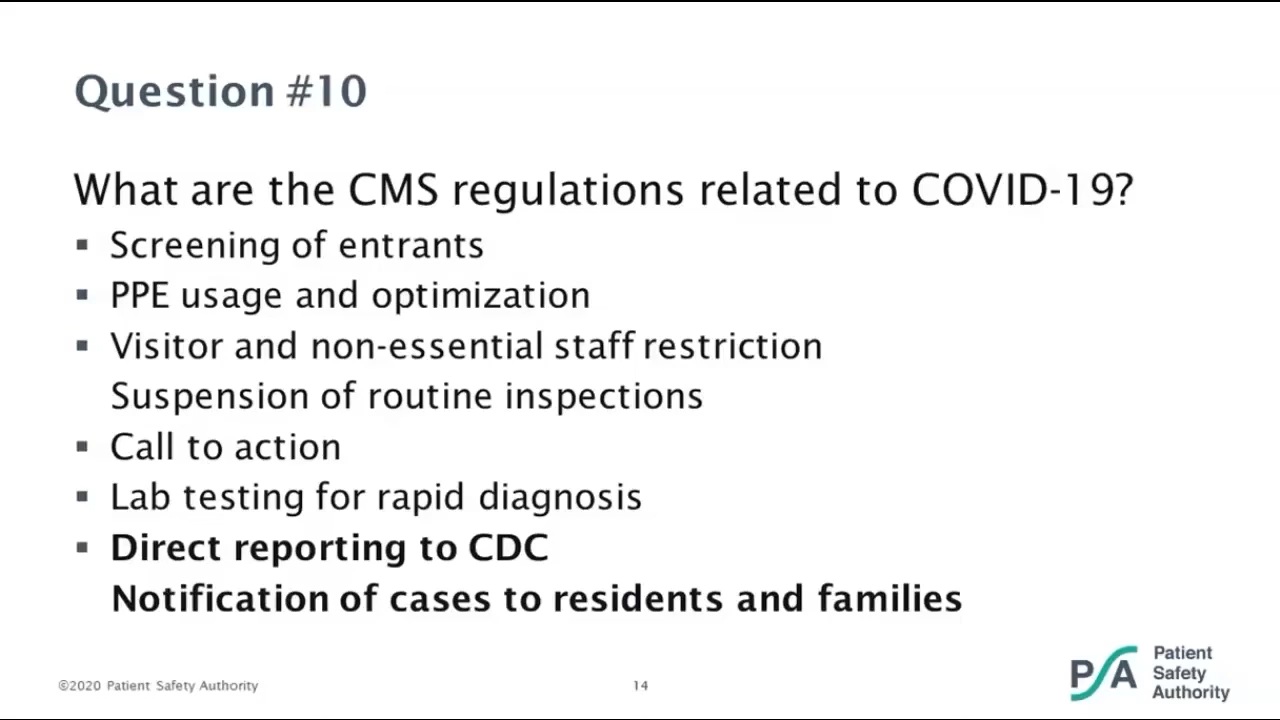 Question #10
What are the CMS regulations related to COVID-19?
▪ Screening of entrants
▪ PPE usage and optimization
▪ Visitor and non-essential staff restriction
Suspension of routine inspections
▪ Call to action
▪ Lab testing for rapid diagnosis
▪ Direct reporting to CDC
Notification of cases to residents and families
©2020 Patient Safety Authority
14
PSA
Patient
Safety
Authority